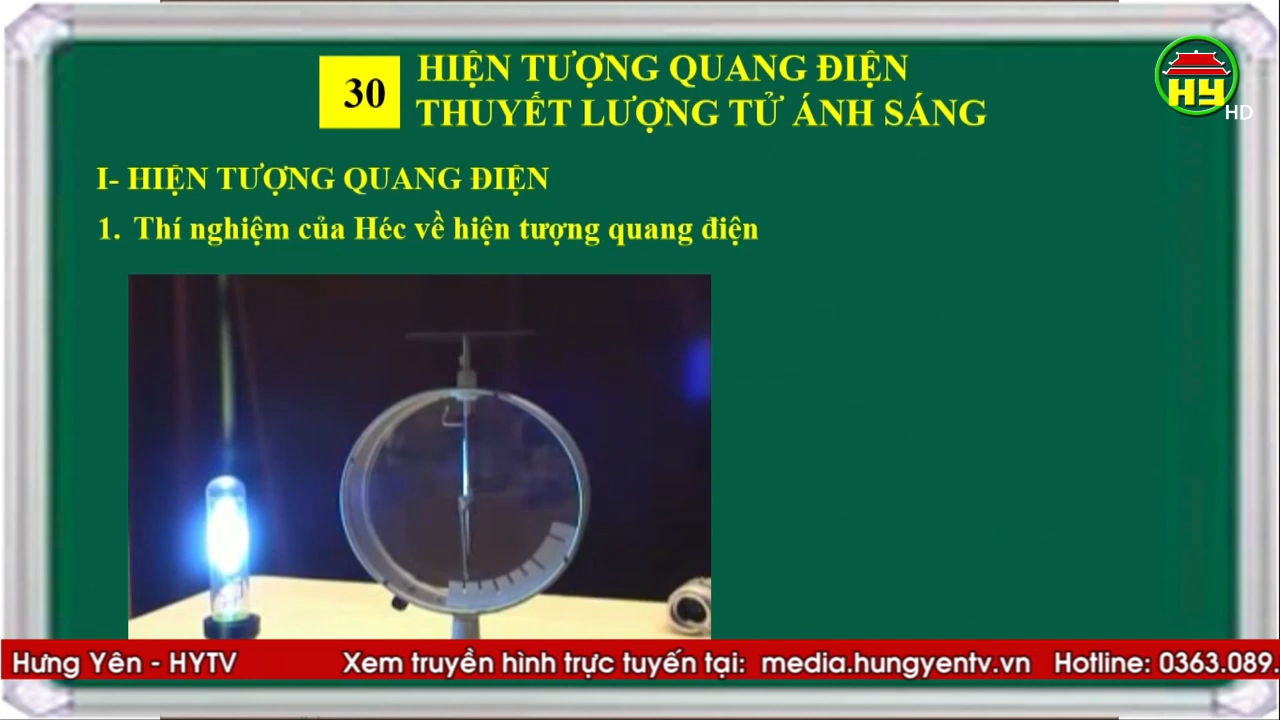 30
HIỆN TƯỢNG QUANG ĐIỆN
THUYẾT LƯỢNG TỬ ÁNH SÁNG
HY
HD
I- HIỆN TƯỢNG QUANG ĐIỆN
1. Thí nghiệm của Héc về hiện tượng quang điện
Hưng Yên - HYTV Xem truyền hình trực tuyến tại: media.hungyentv.vn Hotline: 0363.089.